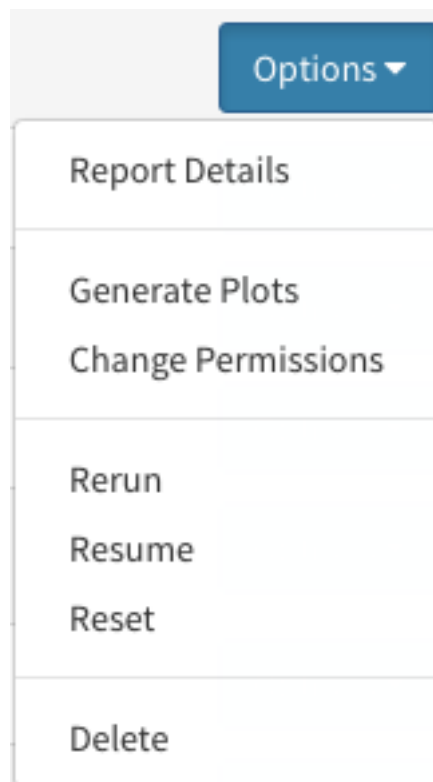 Options
Report Details
Generate Plots
Change Permissions
Rerun
Resume
Reset
Delete